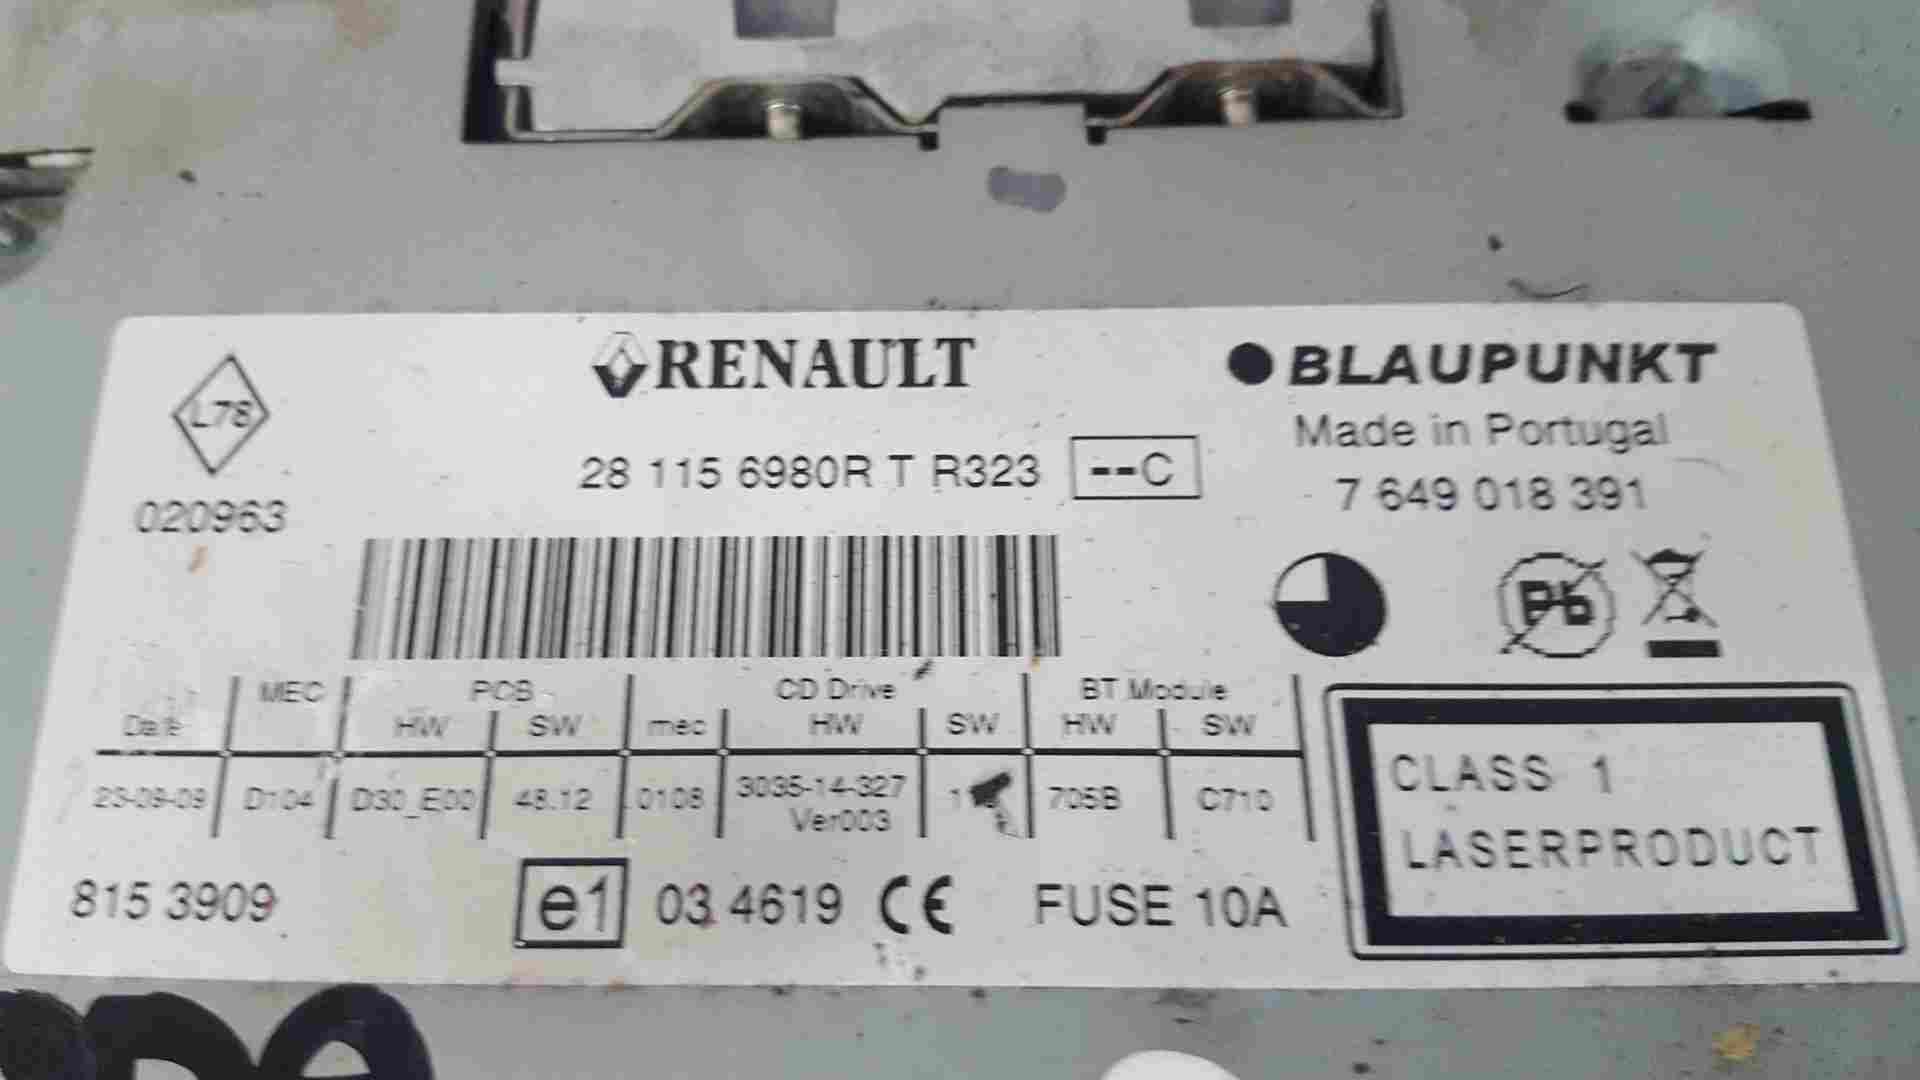 RENAULT
BLAUPUNKT
L78
Made in Portugal
28 115 6980R T R323 --C
7 649 018 391
020963
Pb
MEC PCB CD Drive BT Module
Date HW SW mec HW SW HW SW
23-09-09 D104 D30_E00 48.12 0108 3035-14-327 705B C710
Ver003
CLASS 1
LASERPRODUCT
815 3909 e1 03 4619 CE FUSE 10A